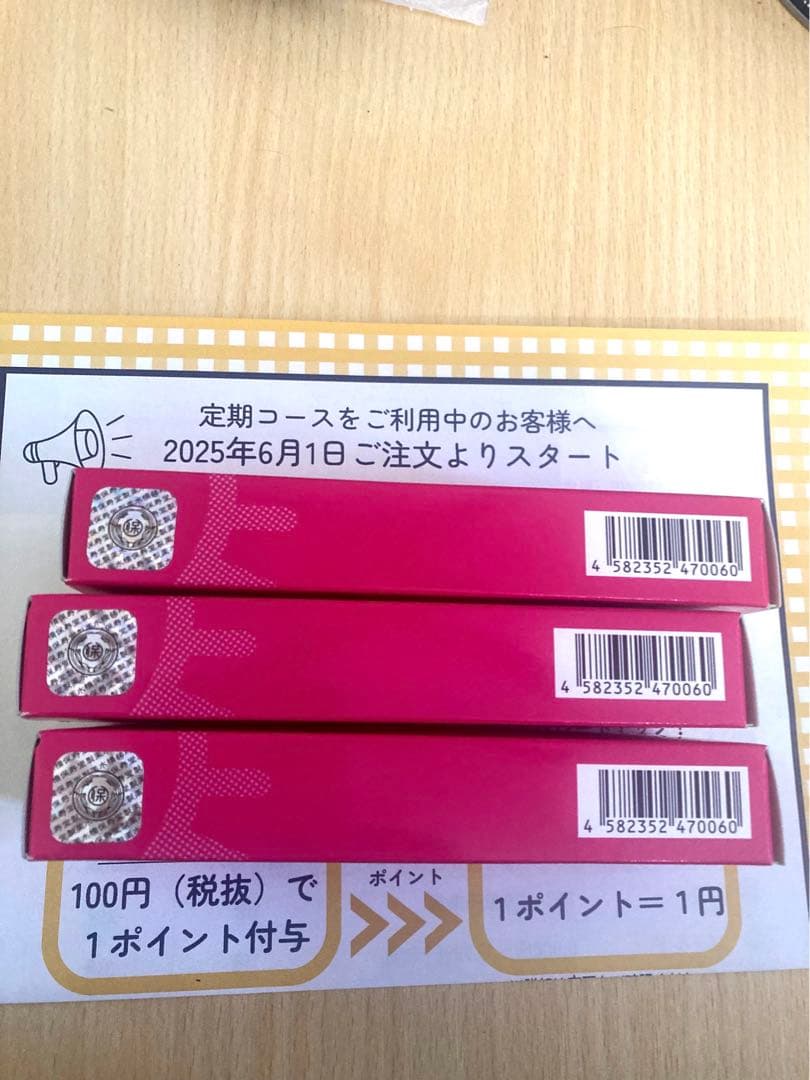 定期コースをご利用中のお客様へ
2025年6月1日ご注文よりスタート
保
4 582352 470060
保
4 582352 470060
保
4 582352 470060
100円（税抜）で
1ポイント付与
ポイント
1ポイント＝1円